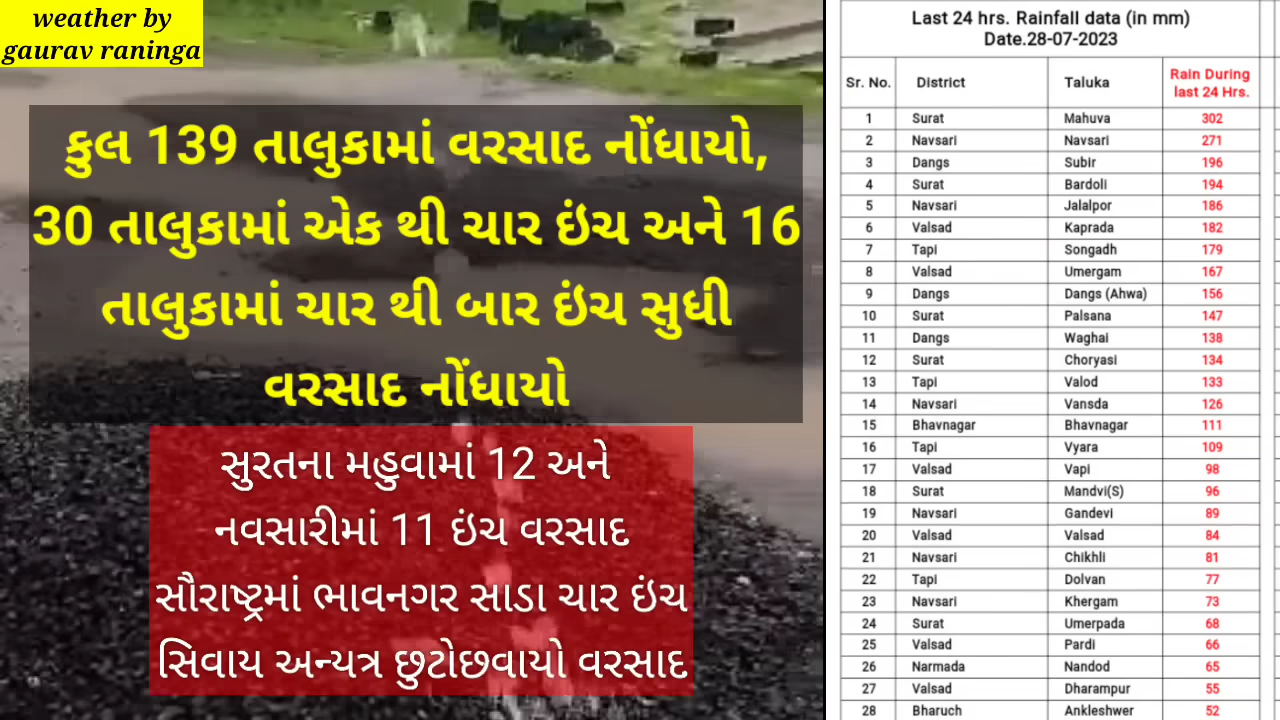 weather by
gaurav raninga
કુલ 139 તાલુકામાં વરસાદ નોંધાયો,
30 તાલુકામાં એક થી ચાર ઇંચ અને 16
તાલુકામાં ચાર થી બાર ઇંચ સુધી
વરસાદ નોંધાયો
સુરતના મહુવામાં 12 અને
નવસારીમાં 11 ઇંચ વરસાદ
સૌરાષ્ટ્રમાં ભાવનગર સાડા ચાર ઇંચ
સિવાય અન્યત્ર છુટોછવાયો વરસાદ
Last 24 hrs. Rainfall data (in mm)
Date.28-07-2023
Sr. No. District Taluka Rain During last 24 Hrs.
1 Surat Mahuva 302
2 Navsari Navsari 271
3 Dangs Subir 196
4 Surat Bardoli 194
5 Navsari Jalalpor 186
6 Valsad Kaprada 182
7 Tapi Songadh 179
8 Valsad Umergam 167
9 Dangs Dangs (Ahwa) 156
10 Surat Palsana 147
11 Dangs Waghai 138
12 Surat Choryasi 134
13 Tapi Valod 133
14 Navsari Vansda 126
15 Bhavnagar Bhavnagar 111
16 Tapi Vyara 109
17 Valsad Vapi 98
18 Surat Mandvi(S) 96
19 Navsari Gandevi 89
20 Valsad Valsad 84
21 Navsari Chikhli 81
22 Tapi Dolvan 77
23 Navsari Khergam 73
24 Surat Umerpada 68
25 Valsad Pardi 66
26 Narmada Nandod 65
27 Valsad Dharampur 55
28 Bharuch Ankleshwer 52